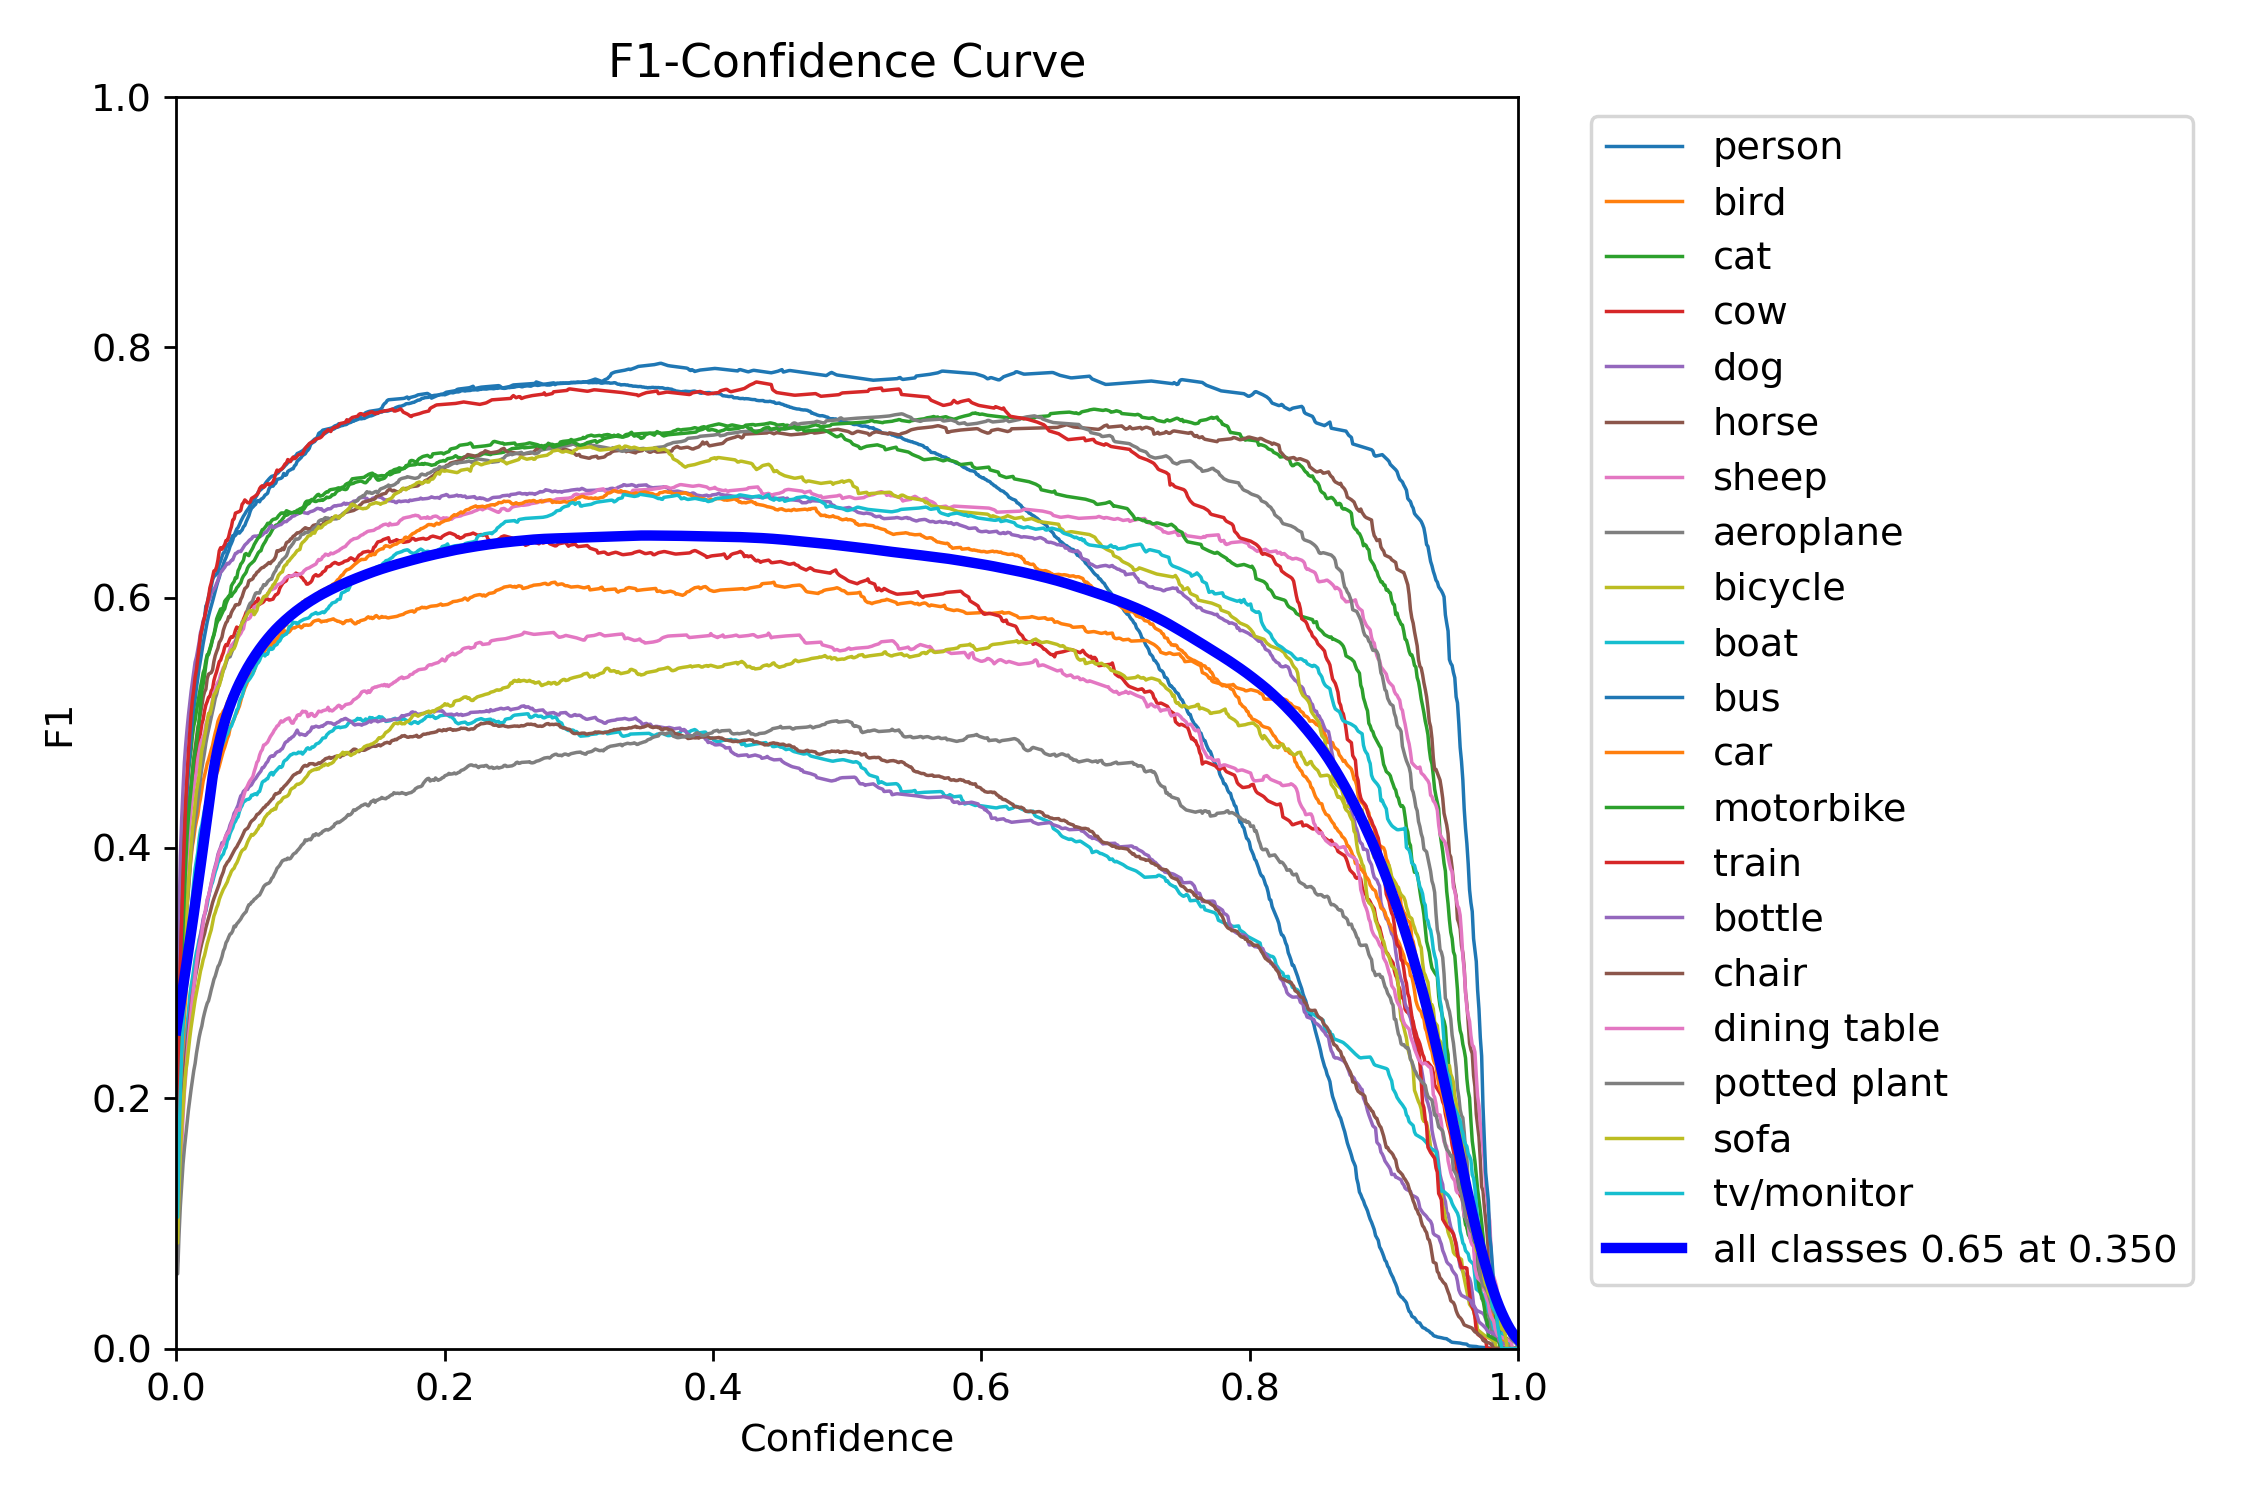 F1-Confidence Curve
1.0
0.8
0.6
0.4
0.2
0.0
F1
0.0 0.2 0.4 0.6 0.8 1.0
Confidence
person
bird
cat
cow
dog
horse
sheep
aeroplane
bicycle
boat
bus
car
motorbike
train
bottle
chair
dining table
potted plant
sofa
tv/monitor
all classes 0.65 at 0.350